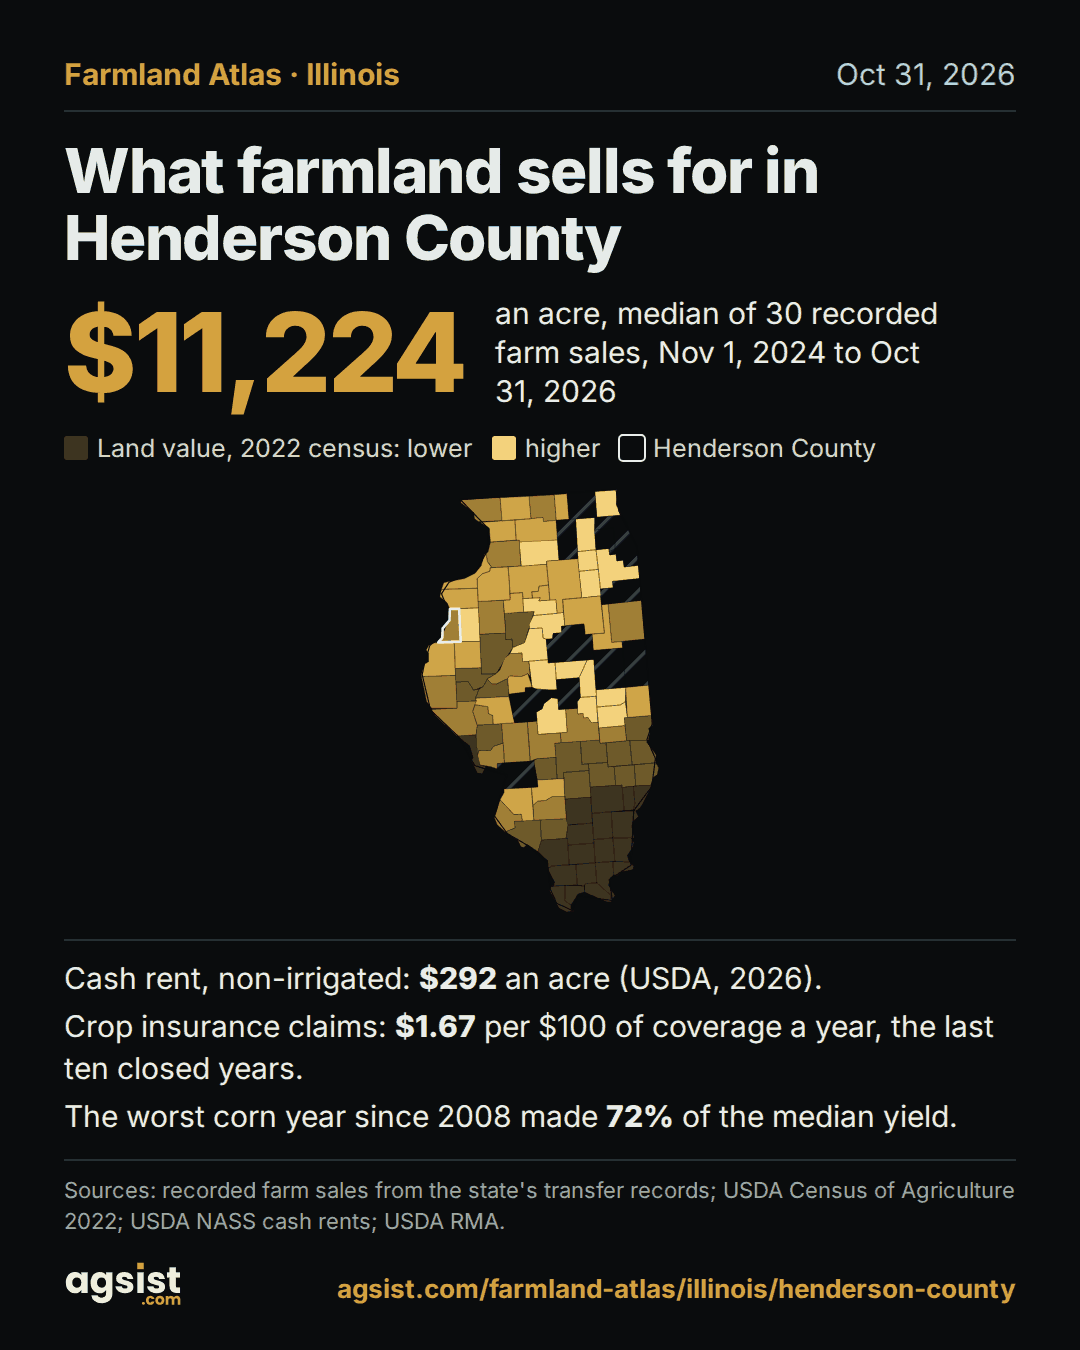 Farmland Atlas · Illinois
Oct 31, 2026
What farmland sells for in
Henderson County
$11,224
an acre, median of 30 recorded
farm sales, Nov 1, 2024 to Oct
31, 2026
Land value, 2022 census: lower
higher
Henderson County
Cash rent, non-irrigated: $292 an acre (USDA, 2026).
Crop insurance claims: $1.67 per $100 of coverage a year, the last
ten closed years.
The worst corn year since 2008 made 72% of the median yield.
Sources: recorded farm sales from the state's transfer records; USDA Census of Agriculture
2022; USDA NASS cash rents; USDA RMA.
agsist
.com
agsist.com/farmland-atlas/illinois/henderson-county